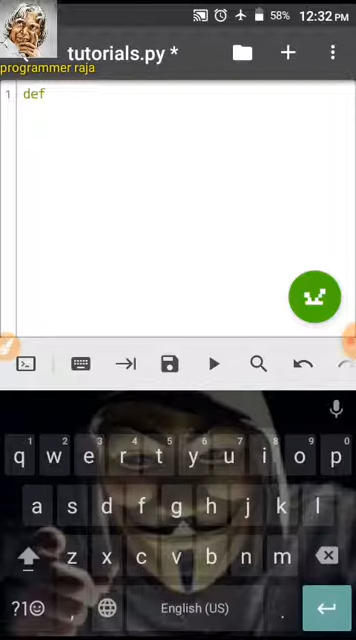 58% 12:32 PM
tutorials.py *
programmer raja
1 def
1 2 3 4 5 6 7 8 9 0
q w e r t y u i o p
a s d f g h j k l
z x c v b n m
?1☺ , English (US) .